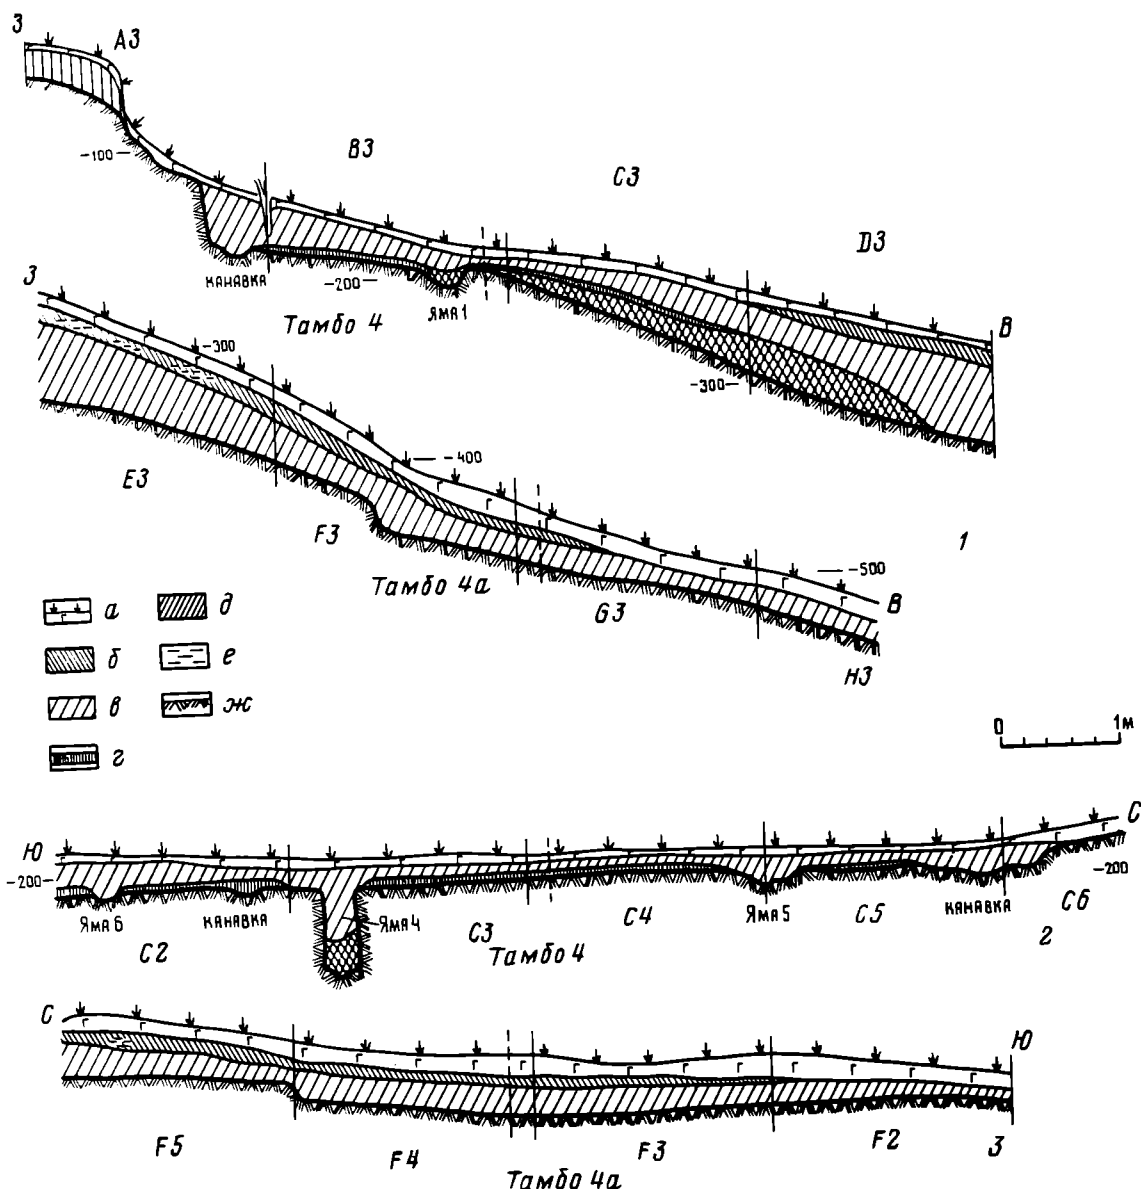 З
А3
В3
С3
D3
-100-
канавка
-200-
Яма 1
Тамбо 4
-300-
В
З
-300
-400
-500
Е3
F3
G3
Н3
Тамбо 4а
В
1
а
б
в
г
д
е
ж
0 1м
Ю
С
-200-
-200
Яма 6
канавка
Яма 4
Яма 5
канавка
С2
С3
С4
С5
С6
Тамбо 4
2
С
Ю
F5
F4
F3
F2
3
Тамбо 4а